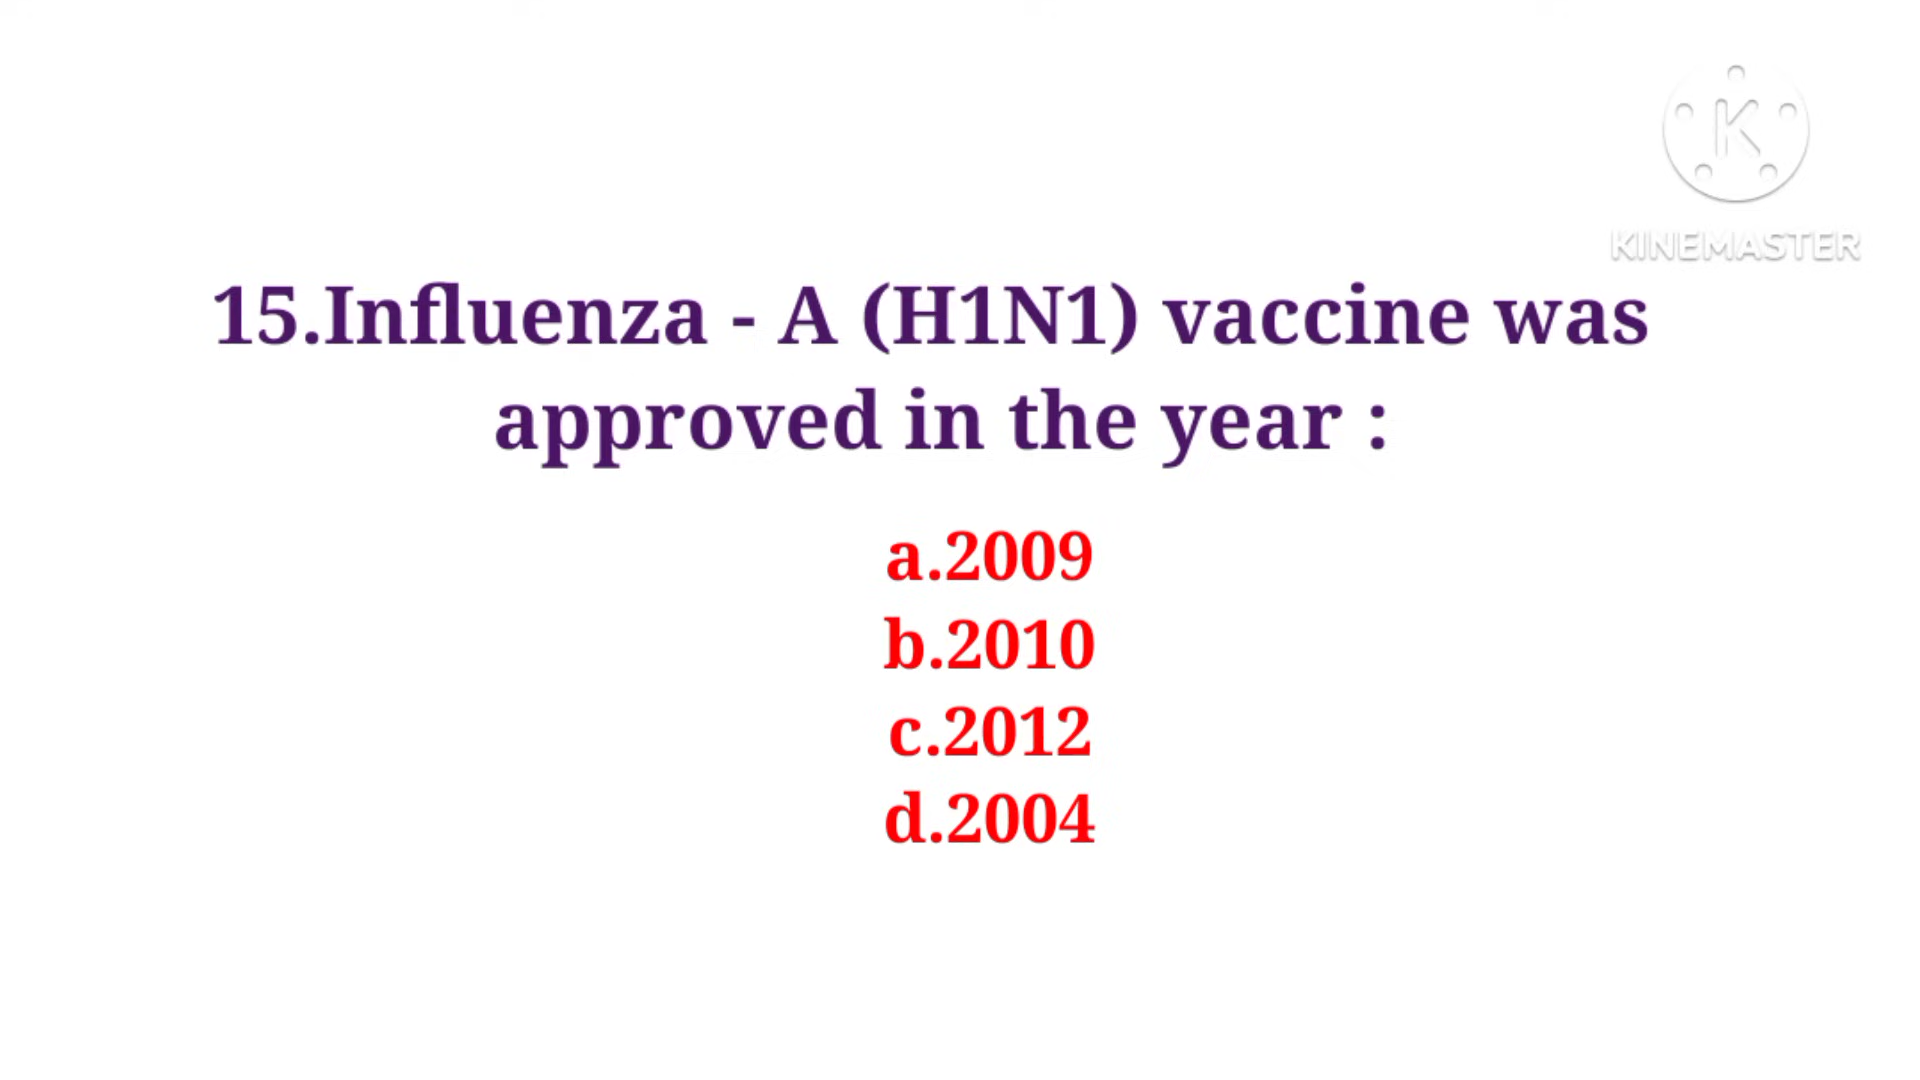 K
KINEMASTER
15.Influenza - A (H1N1) vaccine was
approved in the year :
a.2009
b.2010
c.2012
d.2004